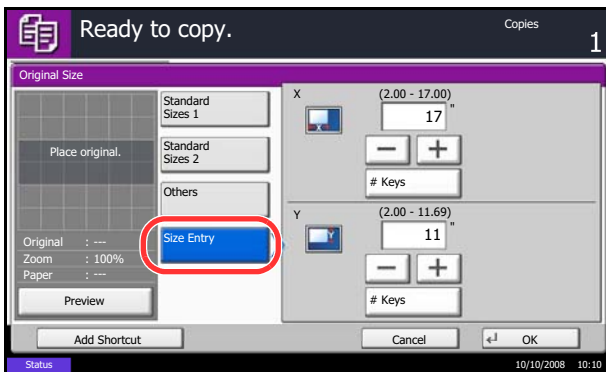 Ready to copy.
Copies
1
Original Size
Place original.
Original : ---
Zoom : 100%
Paper : ---
Preview
Standard
Sizes 1
Standard
Sizes 2
Others
Size Entry
X
(2.00 - 17.00)
17 "
# Keys
Y
(2.00 - 11.69)
11 "
# Keys
Add Shortcut
Cancel
OK
Status
10/10/2008 10:10